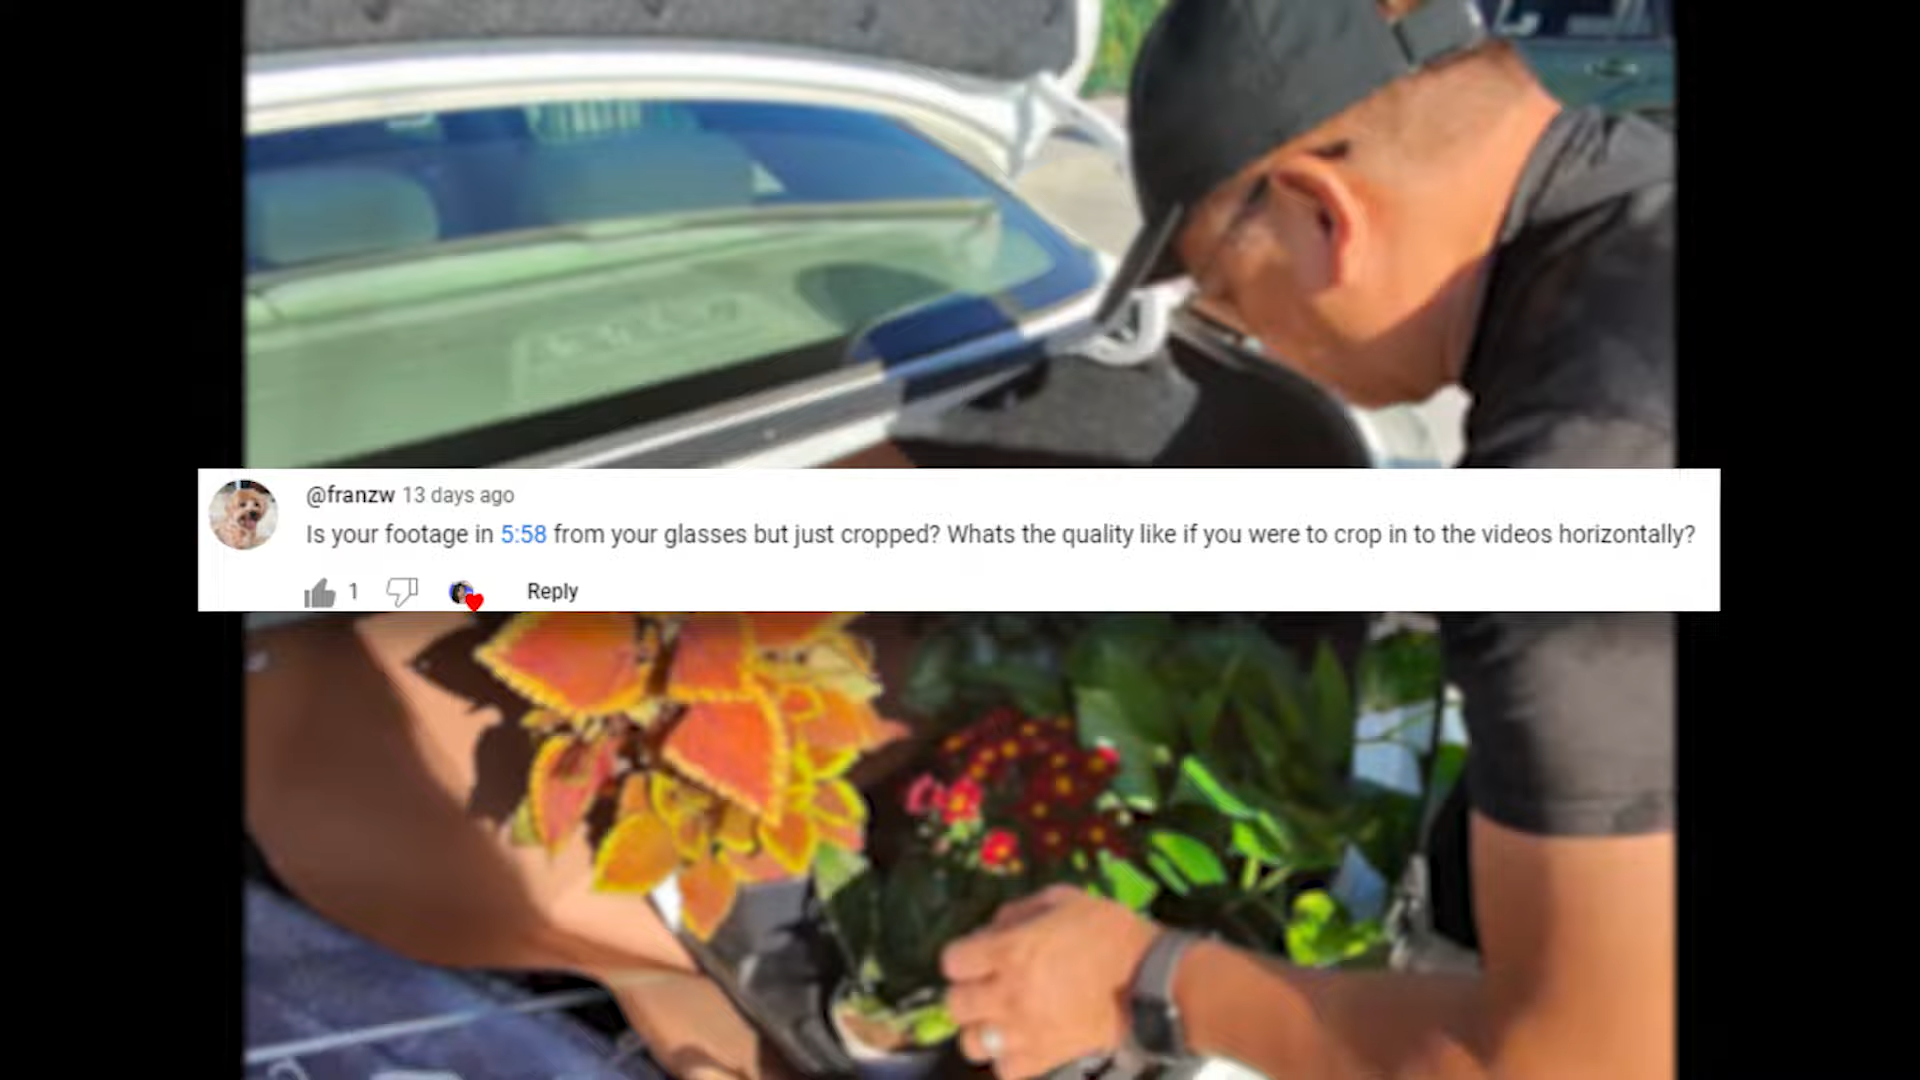 @franzw 13 days ago
Is your footage in 5:58 from your glasses but just cropped? Whats the quality like if you were to crop in to the videos horizontally?
1 Reply